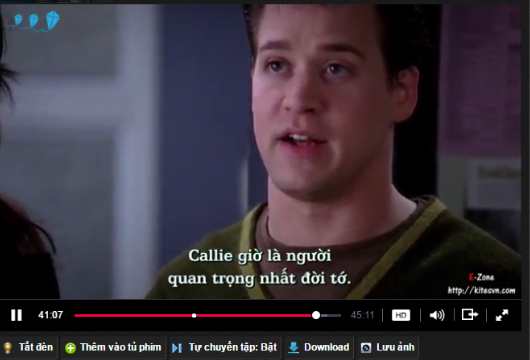 Callie giờ là người
quan trọng nhất đời tớ.
E-Zone
http://kitesvn.com
41:07
45:11
HD
Tắt đèn
Thêm vào tủ phim
Tự chuyển tập: Bật
Download
Lưu ảnh